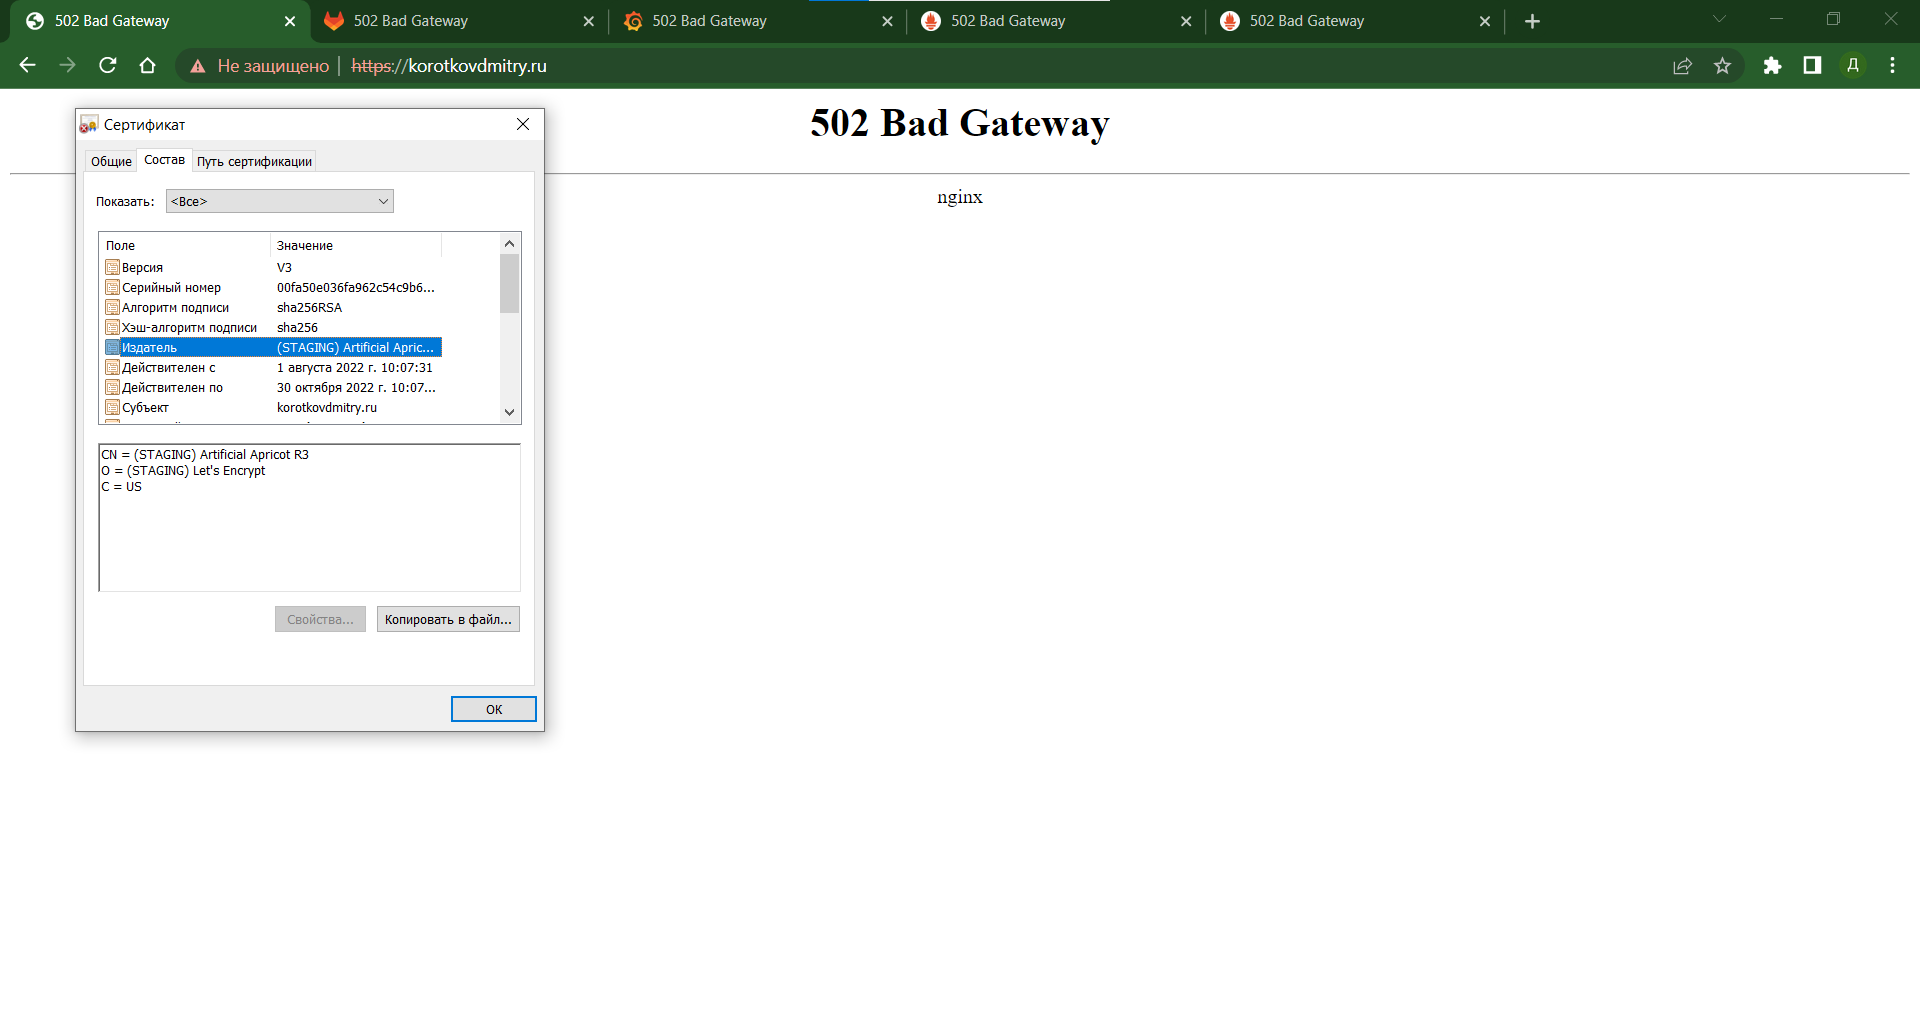 502 Bad Gateway
502 Bad Gateway
502 Bad Gateway
502 Bad Gateway
502 Bad Gateway
Не защищено | https://korotkovdmitry.ru
Д
502 Bad Gateway
nginx
Сертификат
Общие Состав Путь сертификации
Показать: <Все>
Поле Значение
Версия V3
Серийный номер 00fa50e036fa962c54c9b6...
Алгоритм подписи sha256RSA
Хэш-алгоритм подписи sha256
Издатель (STAGING) Artificial Apric...
Действителен с 1 августа 2022 г. 10:07:31
Действителен по 30 октября 2022 г. 10:07...
Субъект korotkovdmitry.ru
CN = (STAGING) Artificial Apricot R3
O = (STAGING) Let's Encrypt
C = US
Свойства... Копировать в файл...
ОК